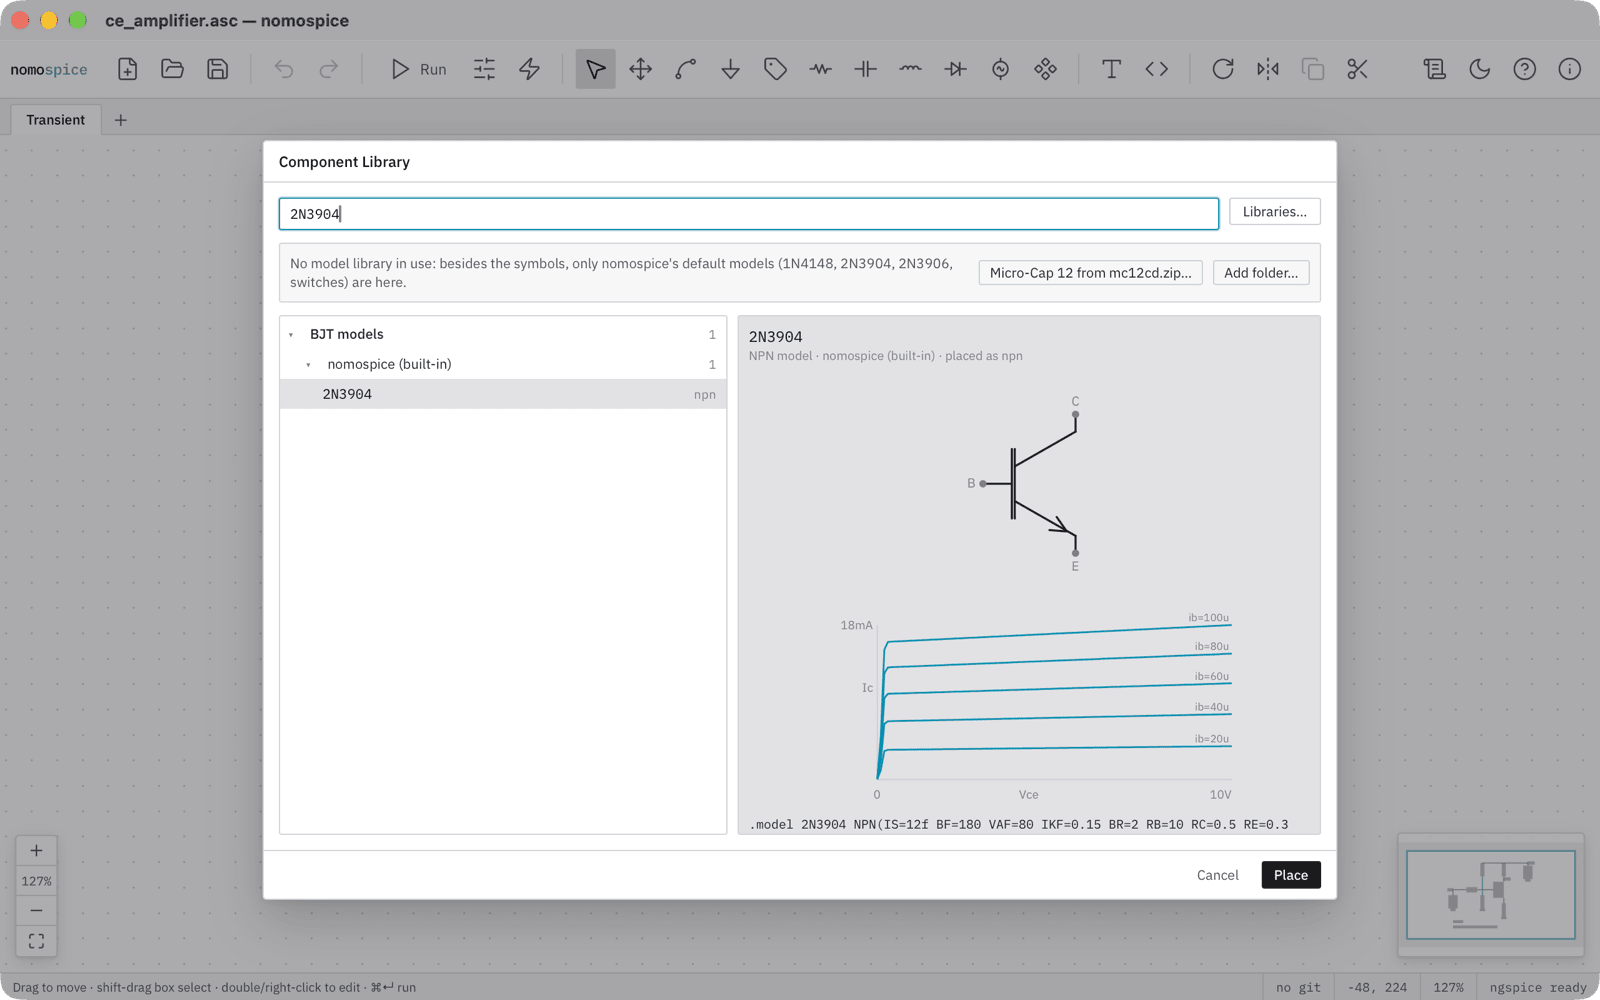 ce_amplifier.asc — nomospice
nomospice
Run
Transient
Component Library
2N3904
Libraries...
No model library in use: besides the symbols, only nomospice's default models (1N4148, 2N3904, 2N3906,
switches) are here.
Micro-Cap 12 from mc12cd.zip...
Add folder...
BJT models 1
nomospice (built-in) 1
2N3904 npn
2N3904
NPN model · nomospice (built-in) · placed as npn
C
B
E
18mA
ib=100u
ib=80u
ib=60u
Ic
ib=40u
ib=20u
0 Vce 10V
.model 2N3904 NPN(IS=12f BF=180 VAF=80 IKF=0.15 BR=2 RB=10 RC=0.5 RE=0.3
Cancel
Place
127%
Drag to move · shift-drag box select · double/right-click to edit · ⌘↵ run
no git
-48, 224
127%
ngspice ready